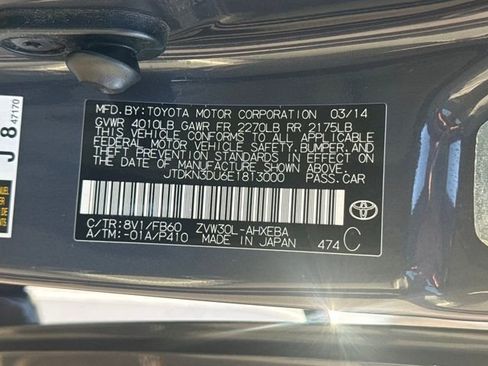 MFD.BY:TOYOTA MOTOR CORPORATION 03/14
GVWR 4010LB GAWR FR 2270LB RR 2175LB
THIS VEHICLE CONFORMS TO ALL APPLICABLE
FEDERAL MOTOR VEHICLE SAFETY, BUMPER, AND
THEFT PREVENTION STANDARDS IN EFFECT ON
THE DATE OF MANUFACTURE SHOWN ABOVE.
JTDKN3DU6E1813000 PASS-CAR
C/TR:8V1/FB60 ZVW30L-AHXEBA
A/TM:-01A/P410 MADE IN JAPAN 474 C
J 8 47170